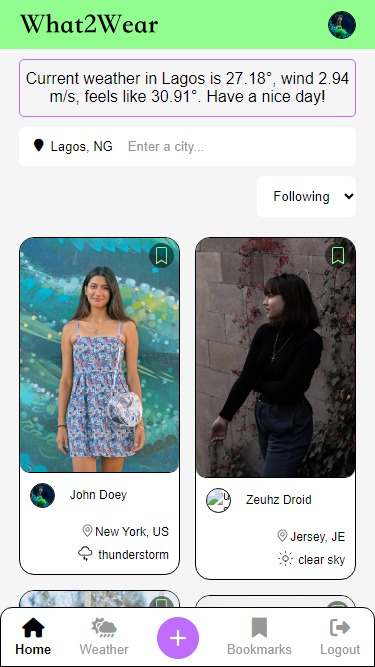 What2Wear
Current weather in Lagos is 27.18°, wind 2.94
m/s, feels like 30.91°. Have a nice day!
Lagos, NG Enter a city...
Following
John Doey
New York, US
thunderstorm
Zeuhz Droid
Jersey, JE
clear sky
Home
Weather
Bookmarks
Logout